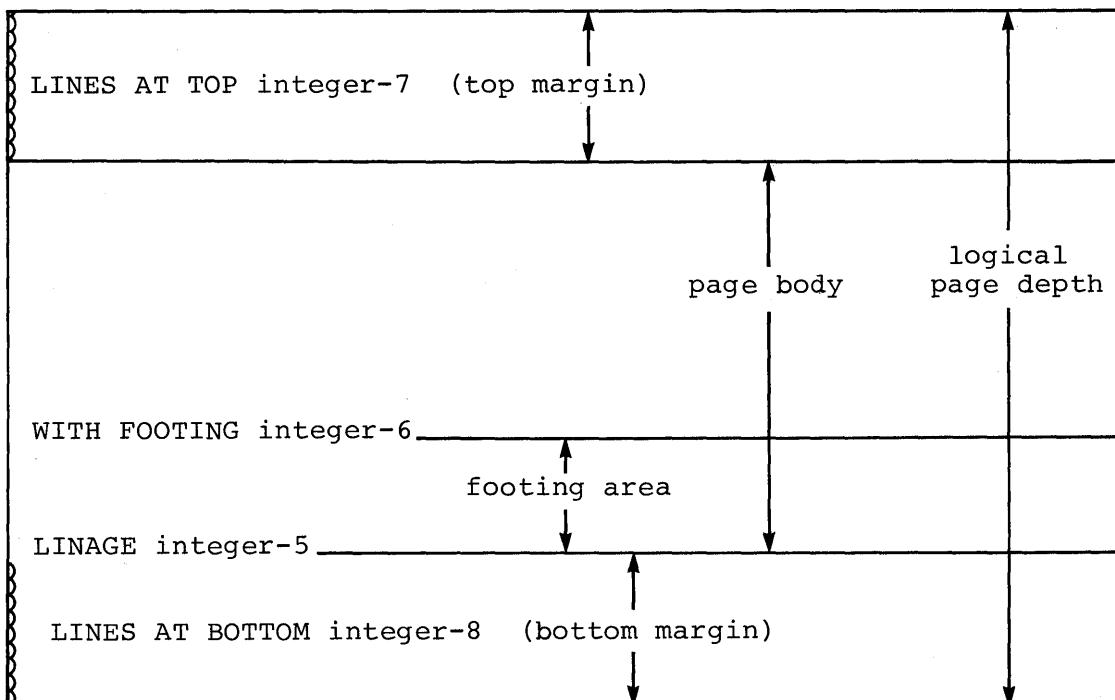 LINES AT TOP integer-7 (top margin)
logical
page body page depth
WITH FOOTING integer-6
footing area
LINAGE integer-5
LINES AT BOTTOM integer-8 (bottom margin)